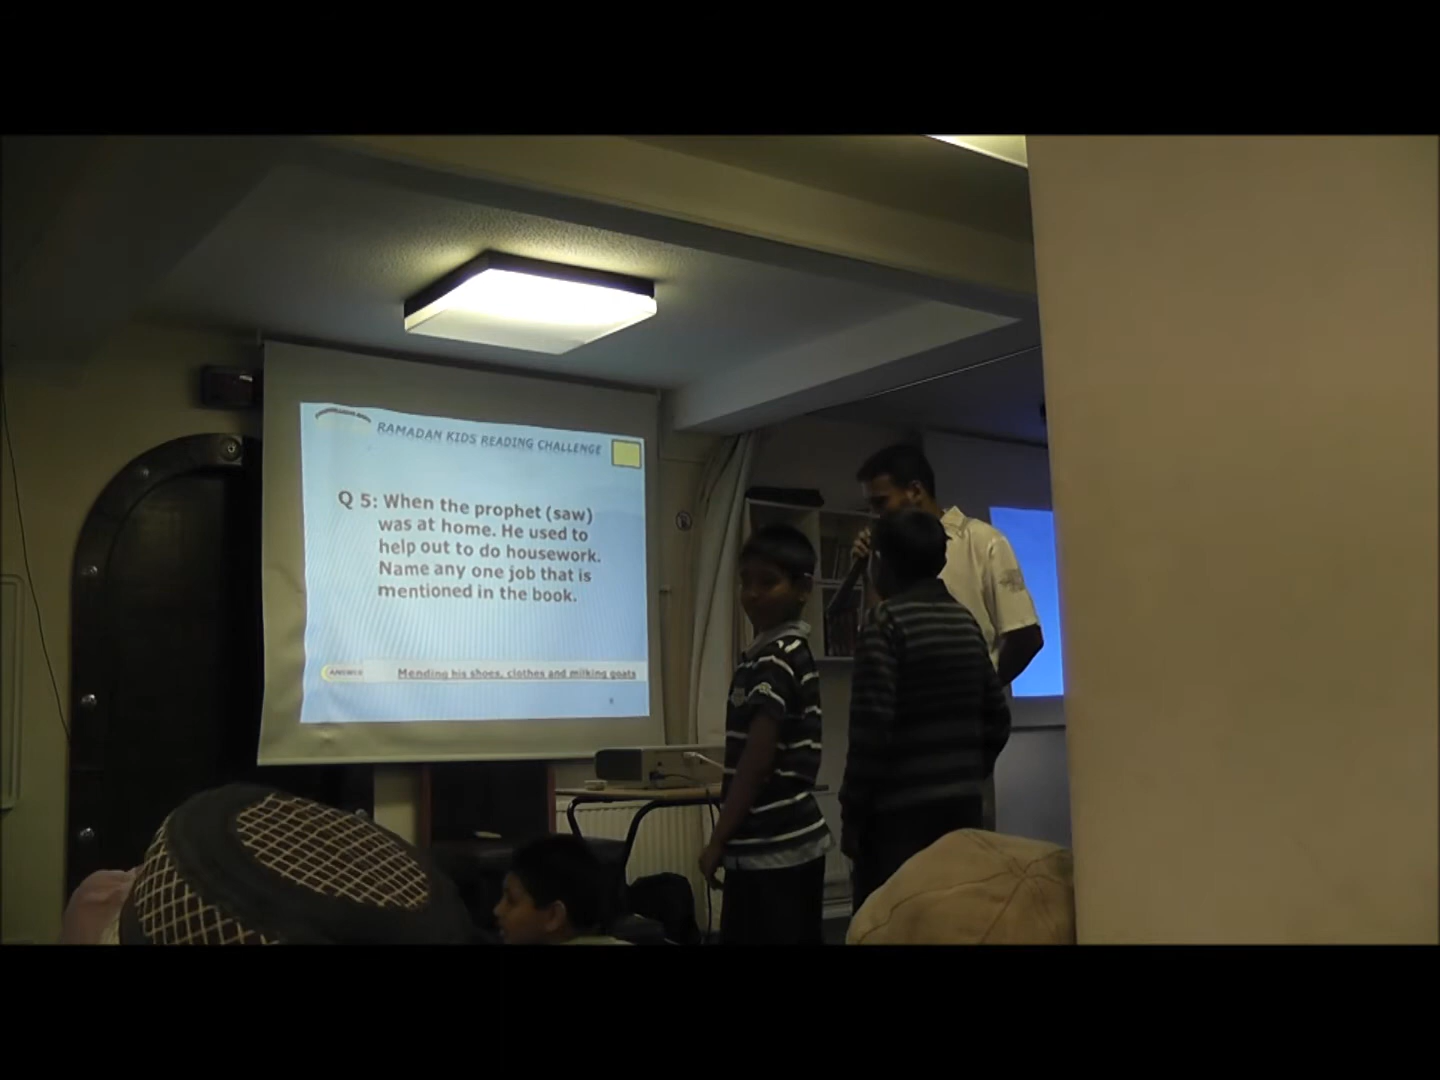 RAMADAN KIDS READING CHALLENGE
Q 5: When the prophet (saw)
was at home. He used to
help out to do housework.
Name any one job that is
mentioned in the book.
ANSWER
Mending his shoes, clothes and milking goats